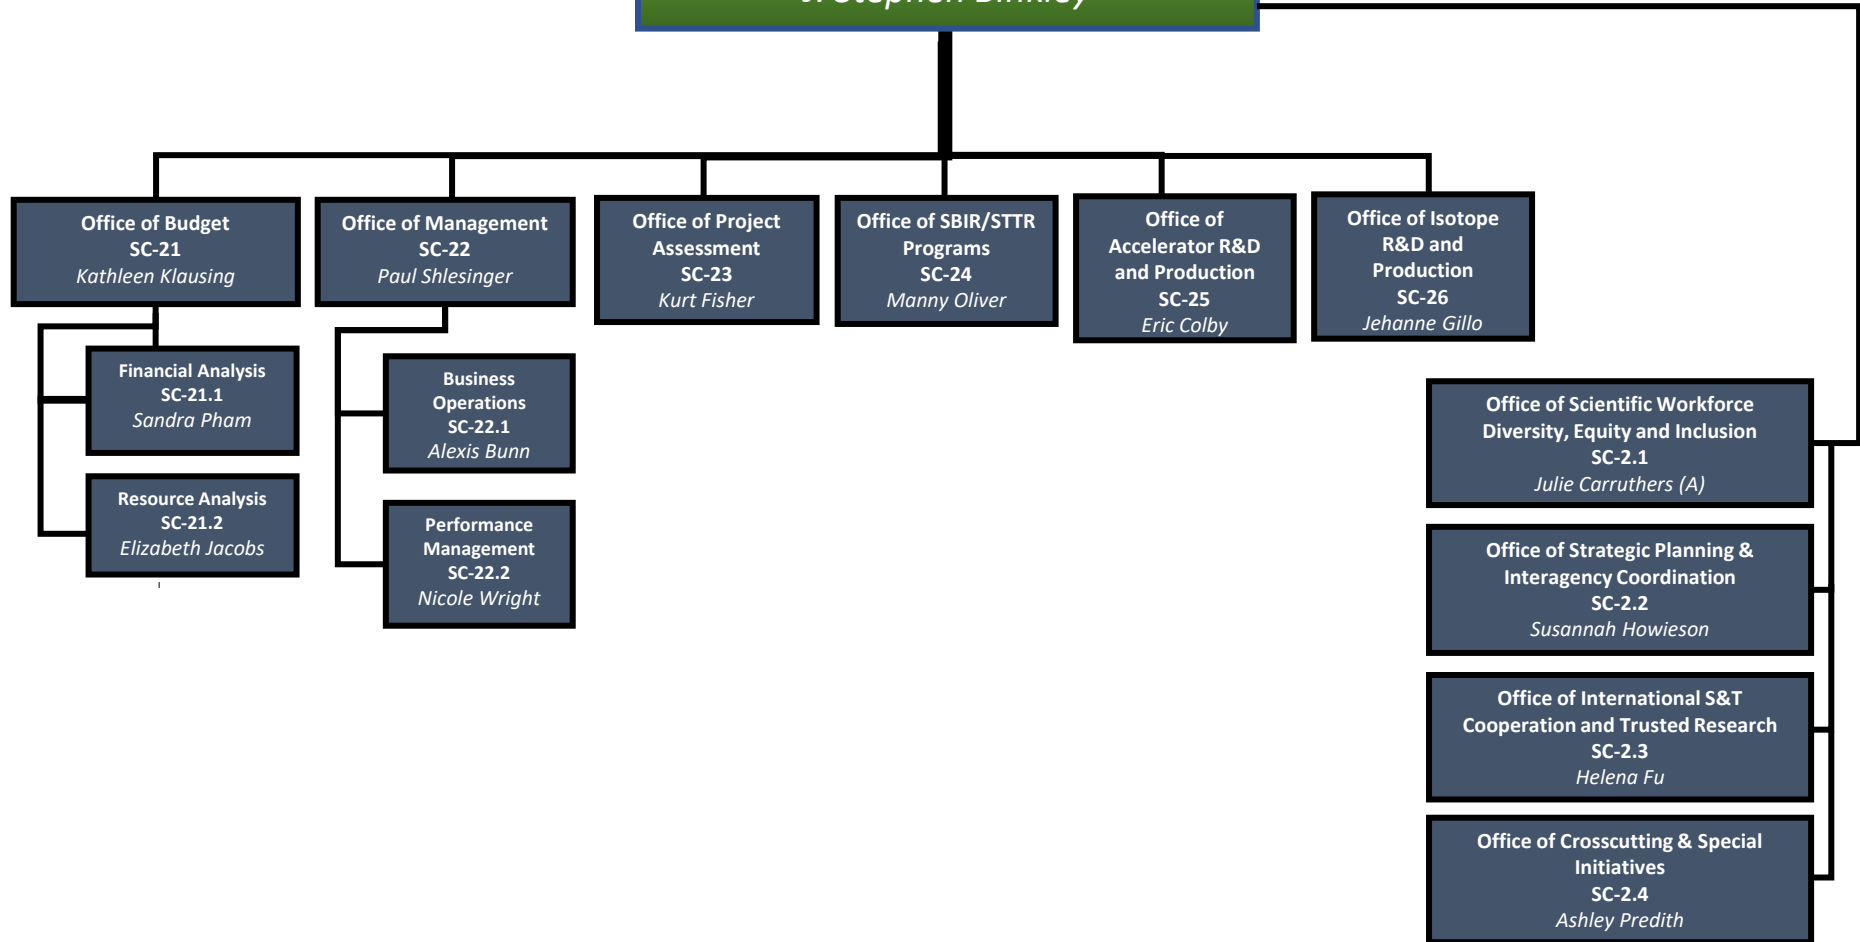 J. Stephen Binkley
Office of Budget
SC-21
Kathleen Klausing
Office of Management
SC-22
Paul Shlesinger
Office of Project
Assessment
SC-23
Kurt Fisher
Office of SBIR/STTR
Programs
SC-24
Manny Oliver
Office of
Accelerator R&D
and Production
SC-25
Eric Colby
Office of Isotope
R&D and
Production
SC-26
Jehanne Gillo
Financial Analysis
SC-21.1
Sandra Pham
Resource Analysis
SC-21.2
Elizabeth Jacobs
Business
Operations
SC-22.1
Alexis Bunn
Performance
Management
SC-22.2
Nicole Wright
Office of Scientific Workforce
Diversity, Equity and Inclusion
SC-2.1
Julie Carruthers (A)
Office of Strategic Planning &
Interagency Coordination
SC-2.2
Susannah Howieson
Office of International S&T
Cooperation and Trusted Research
SC-2.3
Helena Fu
Office of Crosscutting & Special
Initiatives
SC-2.4
Ashley Predith